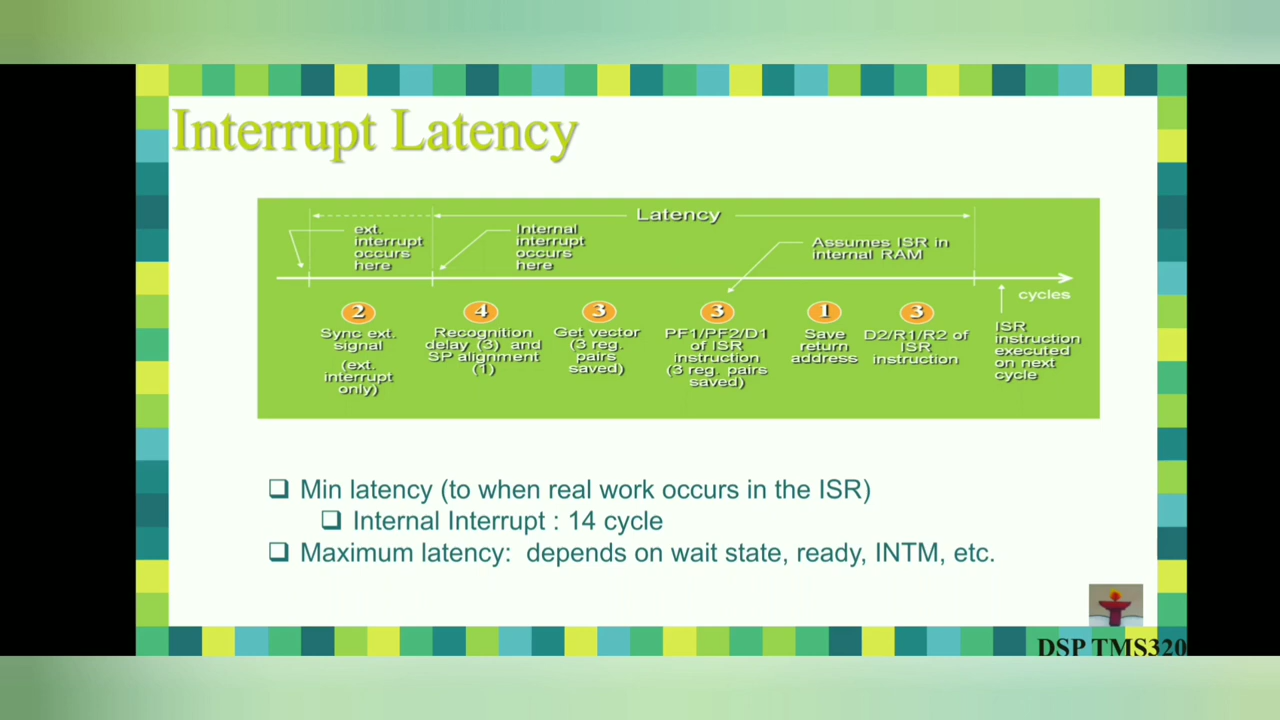 Interrupt Latency
Latency
ext.
interrupt
occurs
here
Internal
interrupt
occurs
here
Assumes ISR in
internal RAM
cycles
2
Sync ext.
signal
(ext.
interrupt
only)
4
Recognition
delay (3) and
SP alignment
(1)
3
Get vector
(3 reg.
pairs
saved)
3
PF1/PF2/D1
of ISR
instruction
(3 reg. pairs
saved)
1
Save
return
address
3
D2/R1/R2 of
ISR
instruction
ISR
instruction
executed
on next
cycle
Min latency (to when real work occurs in the ISR)
Internal Interrupt : 14 cycle
Maximum latency: depends on wait state, ready, INTM, etc.
DSP TMS320